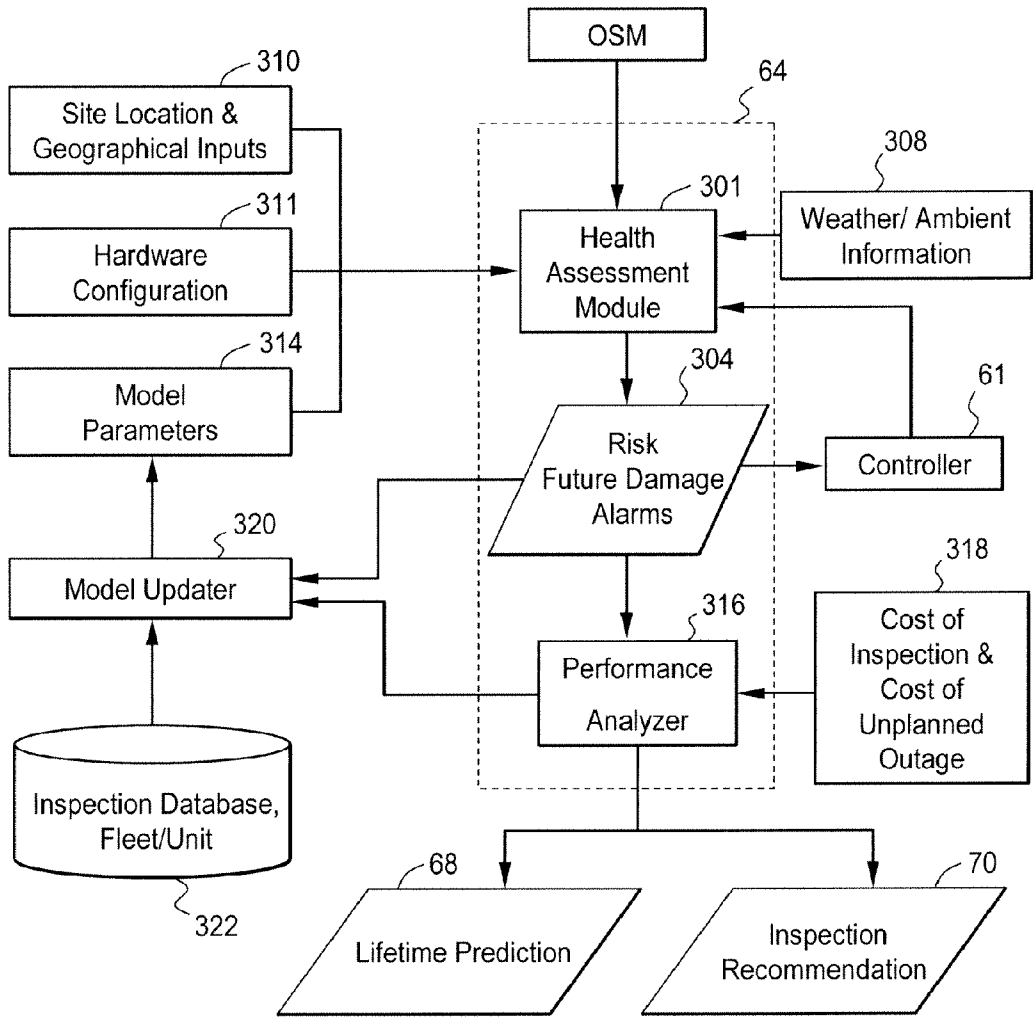 OSM
64
310
Site Location &
Geographical Inputs
301
Health
Assessment
Module
308
Weather/ Ambient
Information
311
Hardware
Configuration
314
Model
Parameters
304
Risk
Future Damage
Alarms
61
Controller
320
Model Updater
316
Performance
Analyzer
318
Cost of
Inspection &
Cost of
Unplanned
Outage
Inspection Database,
Fleet/Unit
322
68
Lifetime Prediction
70
Inspection
Recommendation